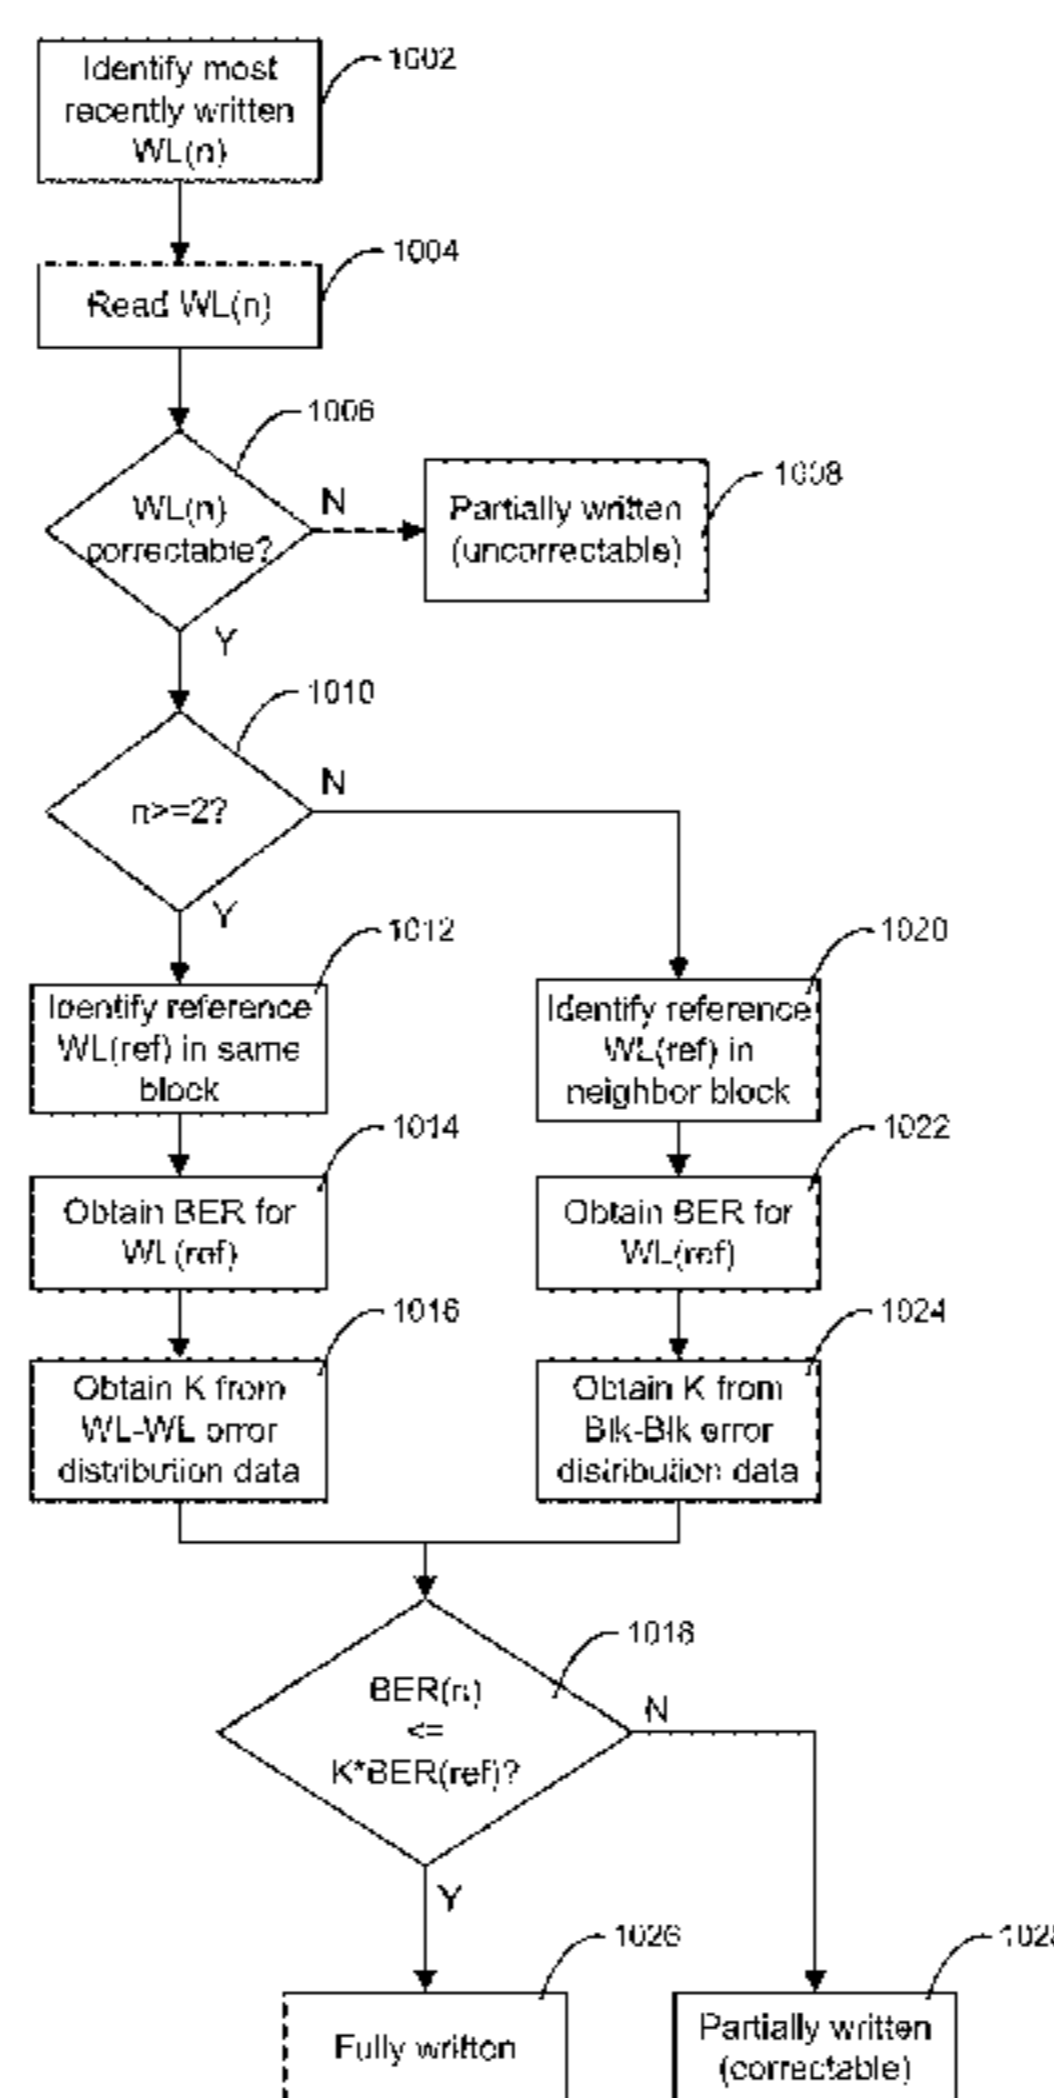 Identify most
recently written
WL(n)
1002
Read WL(n)
1004
WL(n)
correctable?
1006
N
Partially written
(uncorrectable)
1008
Y
n>=2?
1010
N
Y
Identify reference
WL(ref) in same
block
1012
Identify reference
WL(ref) in
neighbor block
1020
Obtain BER for
WL(ref)
1014
Obtain BER for
WL(ref)
1022
Obtain K from
WL-WL error
distribution data
1016
Obtain K from
Blk-Blk error
distribution data
1024
BER(n)
<=
K*BER(ref)?
1018
N
Y
Fully written
1026
Partially written
(correctable)